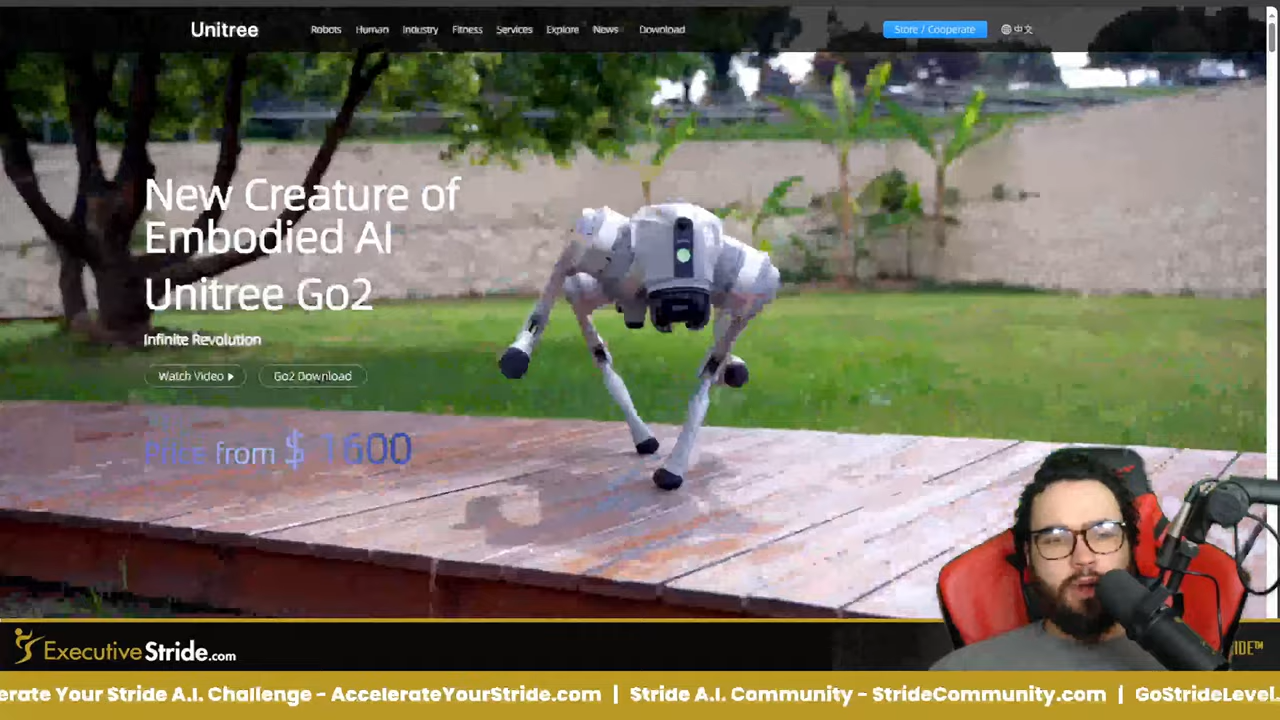 Unitree
Robots Human Industry Fitness Services Explore News Download
Store / Cooperate
中文
New Creature of
Embodied AI
Unitree Go2
Infinite Revolution
Watch Video
Go2 Download
Price from $ 1600
ExecutiveStride.com
IDE™
erate Your Stride A.I. Challenge - AccelerateYourStride.com | Stride A.I. Community - StrideCommunity.com | GoStrideLevel.